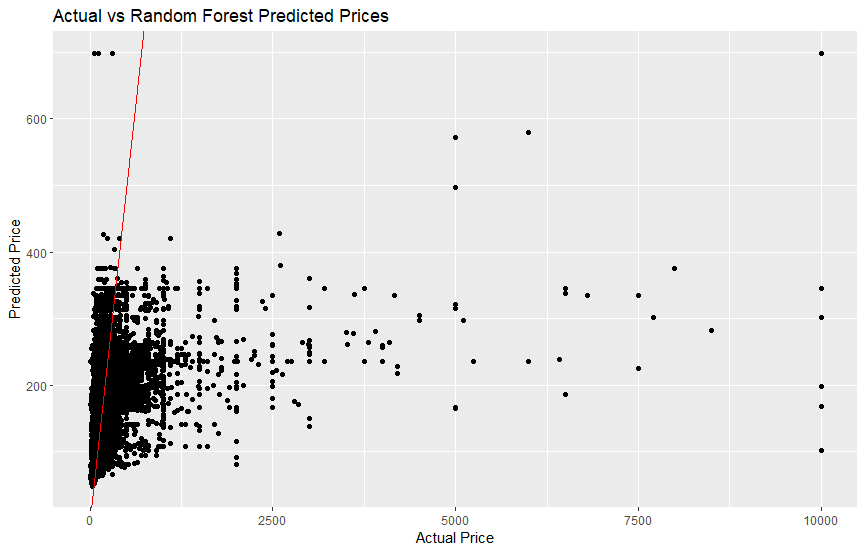 Actual vs Random Forest Predicted Prices
Predicted Price
600
400
200
0
2500
5000
7500
10000
Actual Price